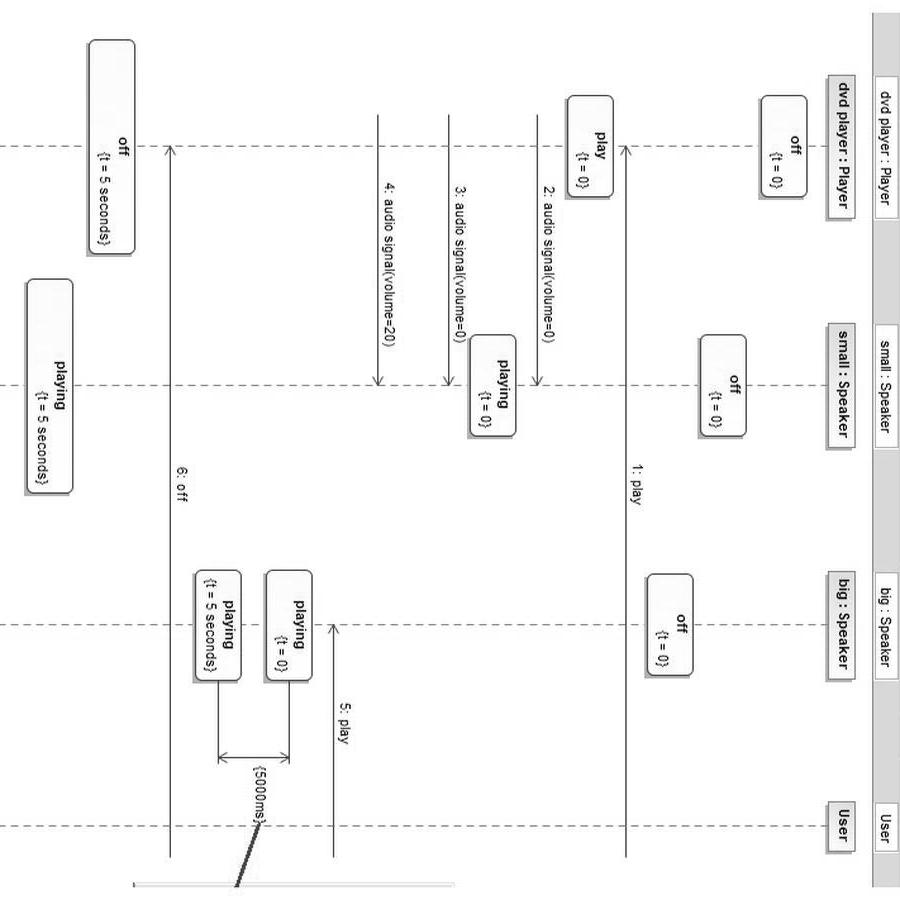 dvd player : Player
small : Speaker
big : Speaker
User
dvd player : Player
small : Speaker
big : Speaker
User
off
{t = 0}
off
{t = 0}
off
{t = 0}
1: play
play
{t = 0}
2: audio signal(volume=0)
playing
{t = 0}
3: audio signal(volume=0)
4: audio signal(volume=20)
5: play
playing
{t = 0}
{5000ms}
playing
{t = 5 seconds}
6: off
off
{t = 5 seconds}
playing
{t = 5 seconds}